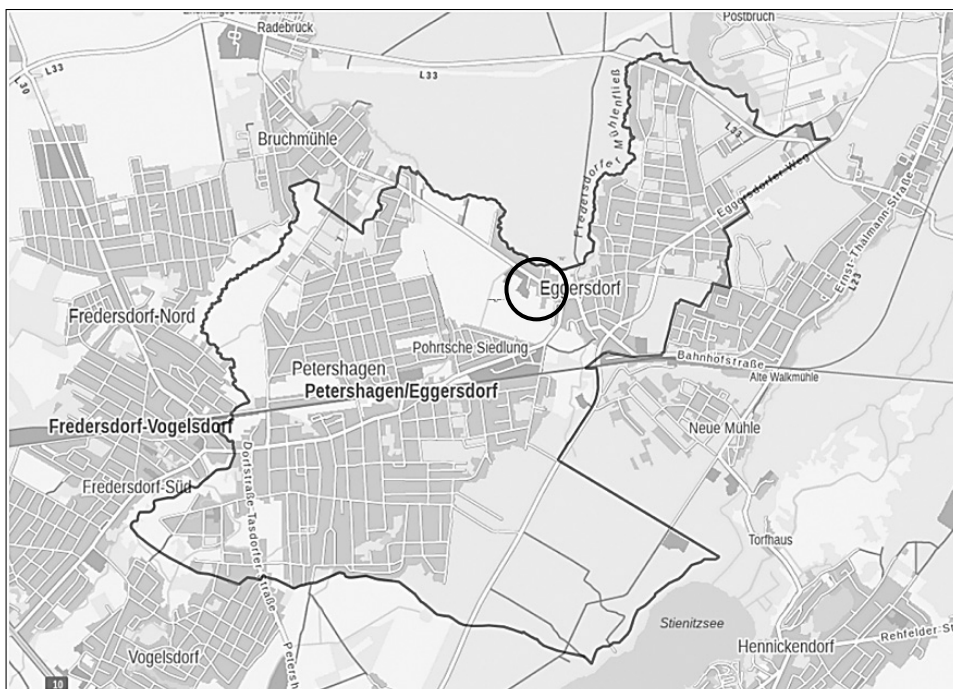 Postbruch
Radebrück
L33
L33
L30
Bruchmühle
Fredersdorfer Mühlenfließ
L33
Eggersdorfer Weg
Ernst-Thälmann-Straße
L23
Eggersdorf
Fredersdorf-Nord
Pohrtsche Siedlung
Bahnhofstraße
Petershagen
Alte Walkmühle
Petershagen/Eggersdorf
Fredersdorf-Vogelsdorf
Neue Mühle
Fredersdorf-Süd
Dorfstraße-Tasdorfer Straße
Torfhaus
Stienitzsee
Rehfelder St
Hennickendorf
Vogelsdorf
Petersh
10